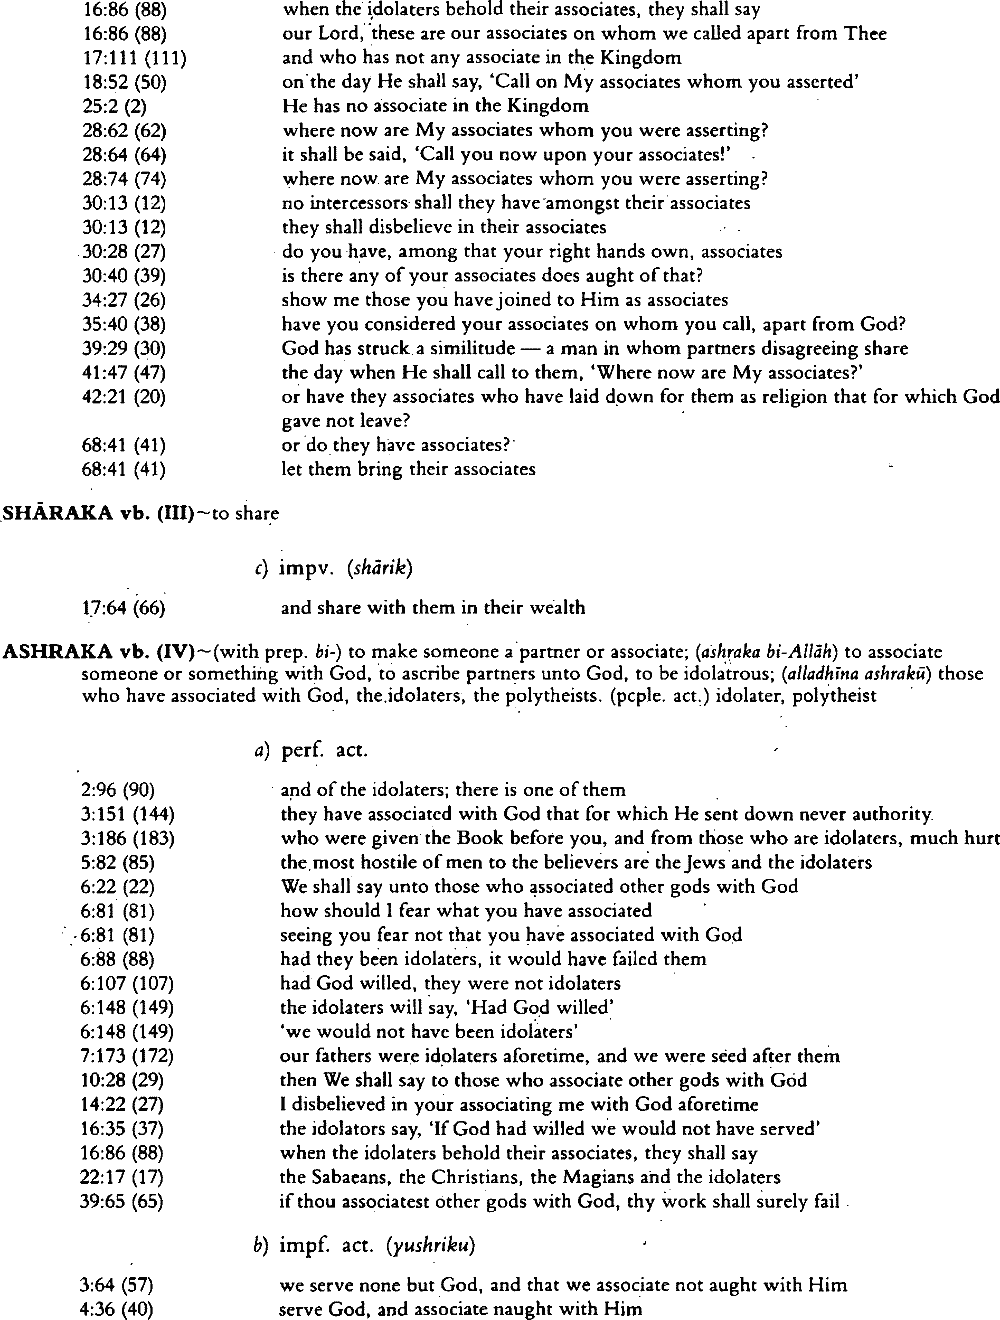 16:86 (88) when the idolaters behold their associates, they shall say
16:86 (88) our Lord, these are our associates on whom we called apart from Thee
17:111 (111) and who has not any associate in the Kingdom
18:52 (50) on the day He shall say, ‘Call on My associates whom you asserted’
25:2 (2) He has no associate in the Kingdom
28:62 (62) where now are My associates whom you were asserting?
28:64 (64) it shall be said, ‘Call you now upon your associates!’
28:74 (74) where now are My associates whom you were asserting?
30:13 (12) no intercessors shall they have amongst their associates
30:13 (12) they shall disbelieve in their associates
30:28 (27) do you have, among that your right hands own, associates
30:40 (39) is there any of your associates does aught of that?
34:27 (26) show me those you have joined to Him as associates
35:40 (38) have you considered your associates on whom you call, apart from God?
39:29 (30) God has struck a similitude — a man in whom partners disagreeing share
41:47 (47) the day when He shall call to them, ‘Where now are My associates?’
42:21 (20) or have they associates who have laid down for them as religion that for which God
gave not leave?
68:41 (41) or do they have associates?
68:41 (41) let them bring their associates
SHĀRAKA vb. (III)~to share
c) impv. (shārik)
17:64 (66) and share with them in their wealth
ASHRAKA vb. (IV)~(with prep. bi-) to make someone a partner or associate; (ashraka bi-Allāh) to associate
someone or something with God, to ascribe partners unto God, to be idolatrous; (alladhīna ashrakū) those
who have associated with God, the idolaters, the polytheists. (pcple. act.) idolater, polytheist
a) perf. act.
2:96 (90) and of the idolaters; there is one of them
3:151 (144) they have associated with God that for which He sent down never authority
3:186 (183) who were given the Book before you, and from those who are idolaters, much hurt
5:82 (85) the most hostile of men to the believers are the Jews and the idolaters
6:22 (22) We shall say unto those who associated other gods with God
6:81 (81) how should I fear what you have associated
6:81 (81) seeing you fear not that you have associated with God
6:88 (88) had they been idolaters, it would have failed them
6:107 (107) had God willed, they were not idolaters
6:148 (149) the idolaters will say, ‘Had God willed’
6:148 (149) ‘we would not have been idolaters’
7:173 (172) our fathers were idolaters aforetime, and we were seed after them
10:28 (29) then We shall say to those who associate other gods with God
14:22 (27) I disbelieved in your associating me with God aforetime
16:35 (37) the idolators say, ‘If God had willed we would not have served’
16:86 (88) when the idolaters behold their associates, they shall say
22:17 (17) the Sabaeans, the Christians, the Magians and the idolaters
39:65 (65) if thou associatest other gods with God, thy work shall surely fail
b) impf. act. (yushriku)
3:64 (57) we serve none but God, and that we associate not aught with Him
4:36 (40) serve God, and associate naught with Him